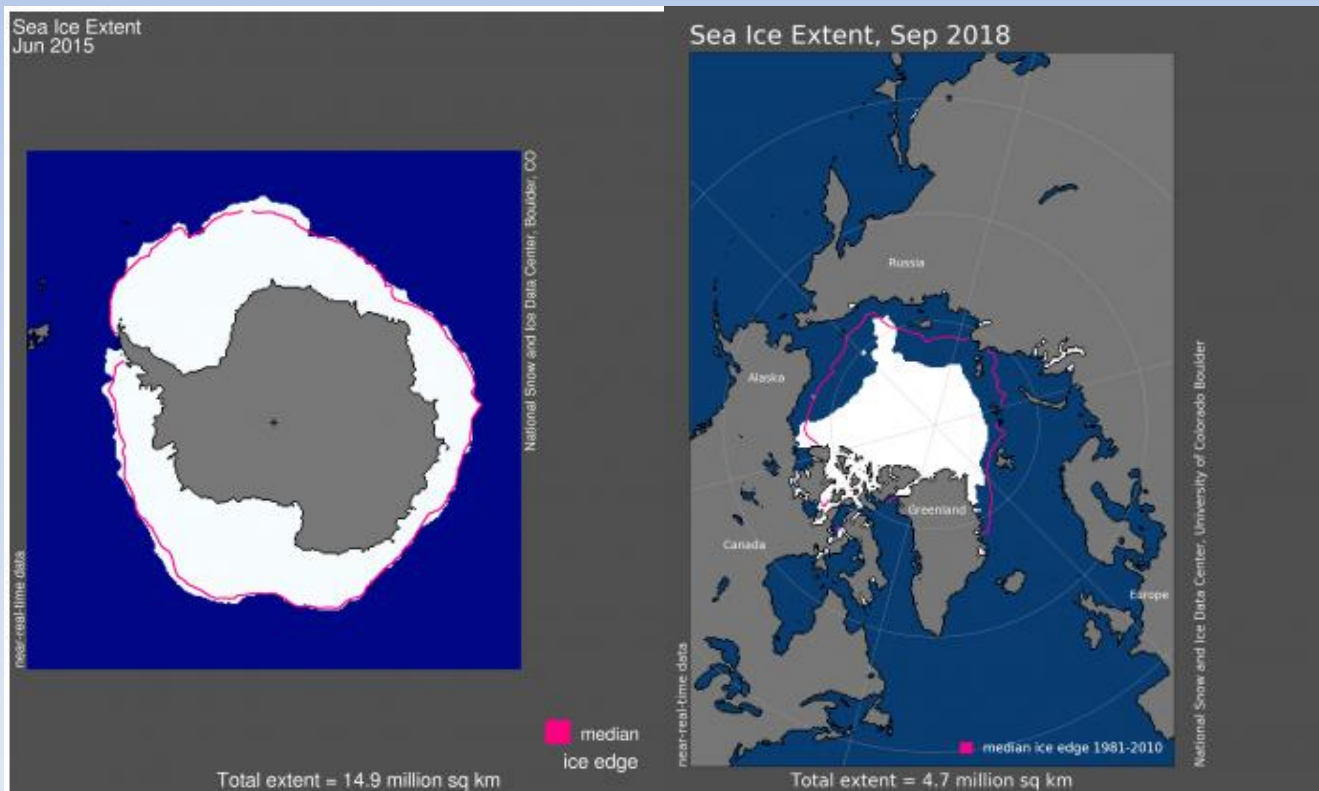 Sea Ice Extent
Jun 2015
National Snow and Ice Data Center, Boulder, CO
near-real-time data
median
ice edge
Total extent = 14.9 million sq km
Sea Ice Extent, Sep 2018
Russia
Alaska
Greenland
Canada
Europe
National Snow and Ice Data Center, University of Colorado Boulder
near-real-time data
median ice edge 1981-2010
Total extent = 4.7 million sq km